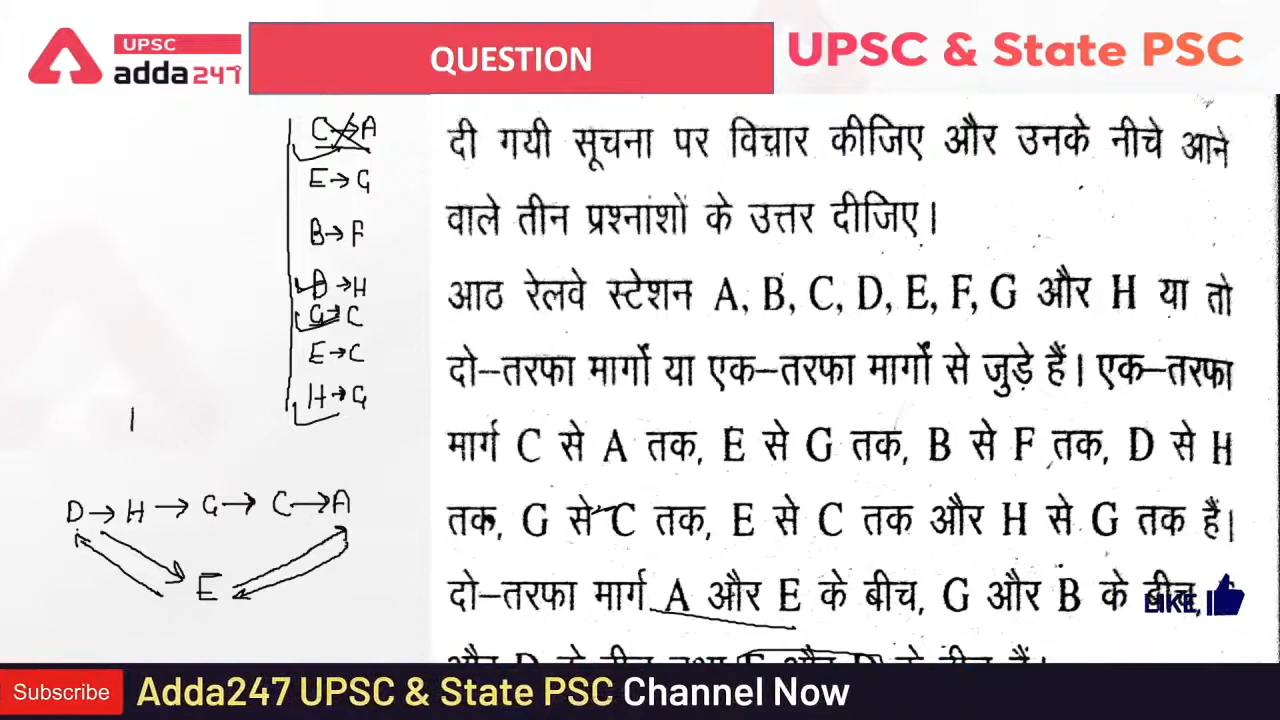 UPSC
adda247
QUESTION
UPSC & State PSC
C→A
E→G
B→F
D→H
G→C
E→C
H→G
D→H→G→C→A
E
दी गयी सूचना पर विचार कीजिए और उनके नीचे आने
वाले तीन प्रश्नांशों के उत्तर दीजिए।
आठ रेलवे स्टेशन A, B, C, D, E, F, G और H या तो
दो-तरफा मार्गों या एक-तरफा मार्गों से जुड़े हैं। एक-तरफा
मार्ग C से A तक, E से G तक, B से F तक, D से H
तक, G से C तक, E से C तक और H से G तक हैं।
दो-तरफा मार्ग A और E के बीच, G और B के बीच,
LIKE
Subscribe
Adda247 UPSC & State PSC Channel Now